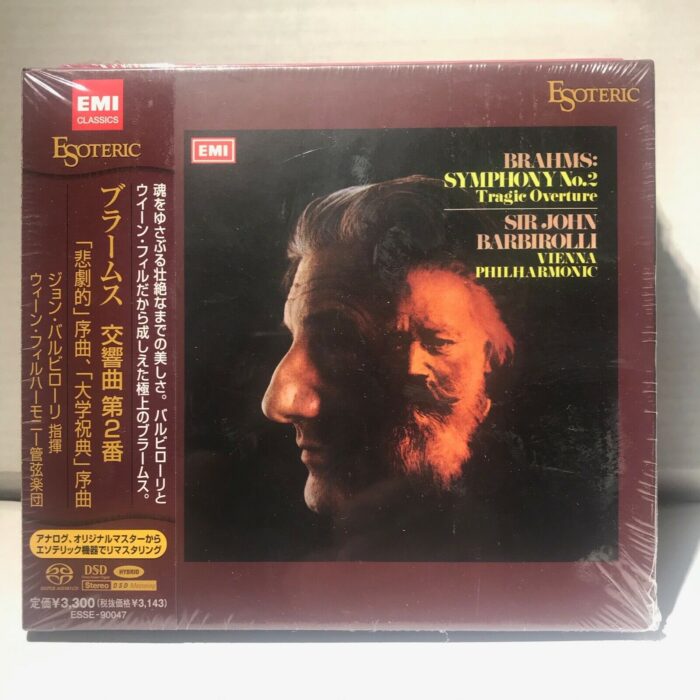 EMI
CLASSICS
ESOTERIC
魂をゆさぶる壮絶なまでの美しさ。バルビローリと
ウイーン・フィルだから成しえた極上のブラームス。
ブラームス 交響曲 第2番
「悲劇的」序曲、「大学祝典」序曲
ジョン・バルビローリ 指揮
ウィーン・フィルハーモニー管弦楽団
アナログ、オリジナルマスターから
エソテリック機器でリマスタリング
SUPER AUDIO CD
DSD
HYBRID
Stereo DSD Mastering
定価¥3,300(税抜価格¥3,143)
ESSE-90047
ESOTERIC
EMI
BRAHMS:
SYMPHONY No.2
Tragic Overture
SIR JOHN
BARBIROLLI
VIENNA
PHILHARMONIC